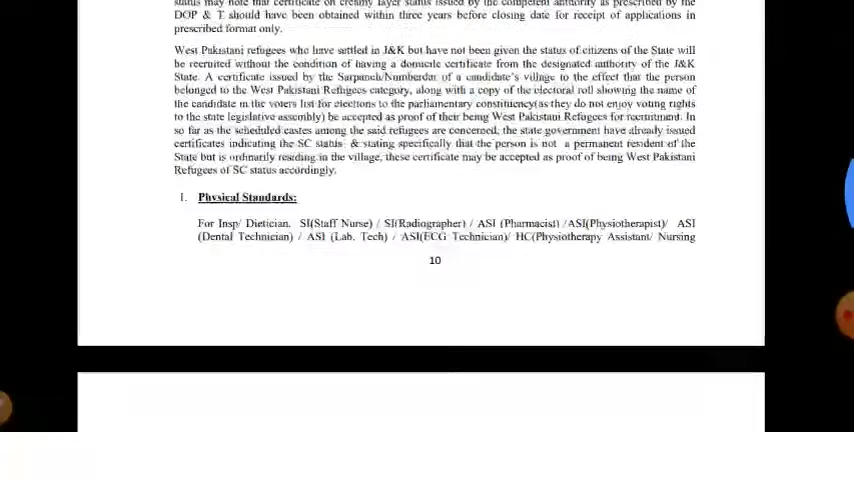 status may note that certificate on creamy layer status issued by the competent authority as prescribed by the
DOP & T should have been obtained within three years before closing date for receipt of applications in
prescribed format only.
West Pakistani refugees who have settled in J&K but have not been given the status of citizens of the State will
be recruited without the condition of having a domicile certificate from the designated authority of the J&K
State. A certificate issued by the Sarpanch/Numberdar of a candidate's village to the effect that the person
belonged to the West Pakistani Refugees category, along with a copy of the electoral roll showing the name of
the candidate in the voters list for elections to the parliamentary constituency(as they do not enjoy voting rights
to the state legislative assembly) be accepted as proof of their being West Pakistani Refugees for recruitment. In
so far as the scheduled castes among the said refugees are concerned, the state government have already issued
certificates indicating the SC status & stating specifically that the person is not a permanent resident of the
State but is ordinarily residing in the village, these certificate may be accepted as proof of being West Pakistani
Refugees of SC status accordingly.
1. Physical Standards:
For Insp/ Dietician. SI(Staff Nurse) / SI(Radiographer) / ASI (Pharmacist) /ASI(Physiotherapist)/ ASI
(Dental Technician) / ASI (Lab. Tech) / ASI(ECG Technician)/ HC(Physiotherapy Assistant/ Nursing
10